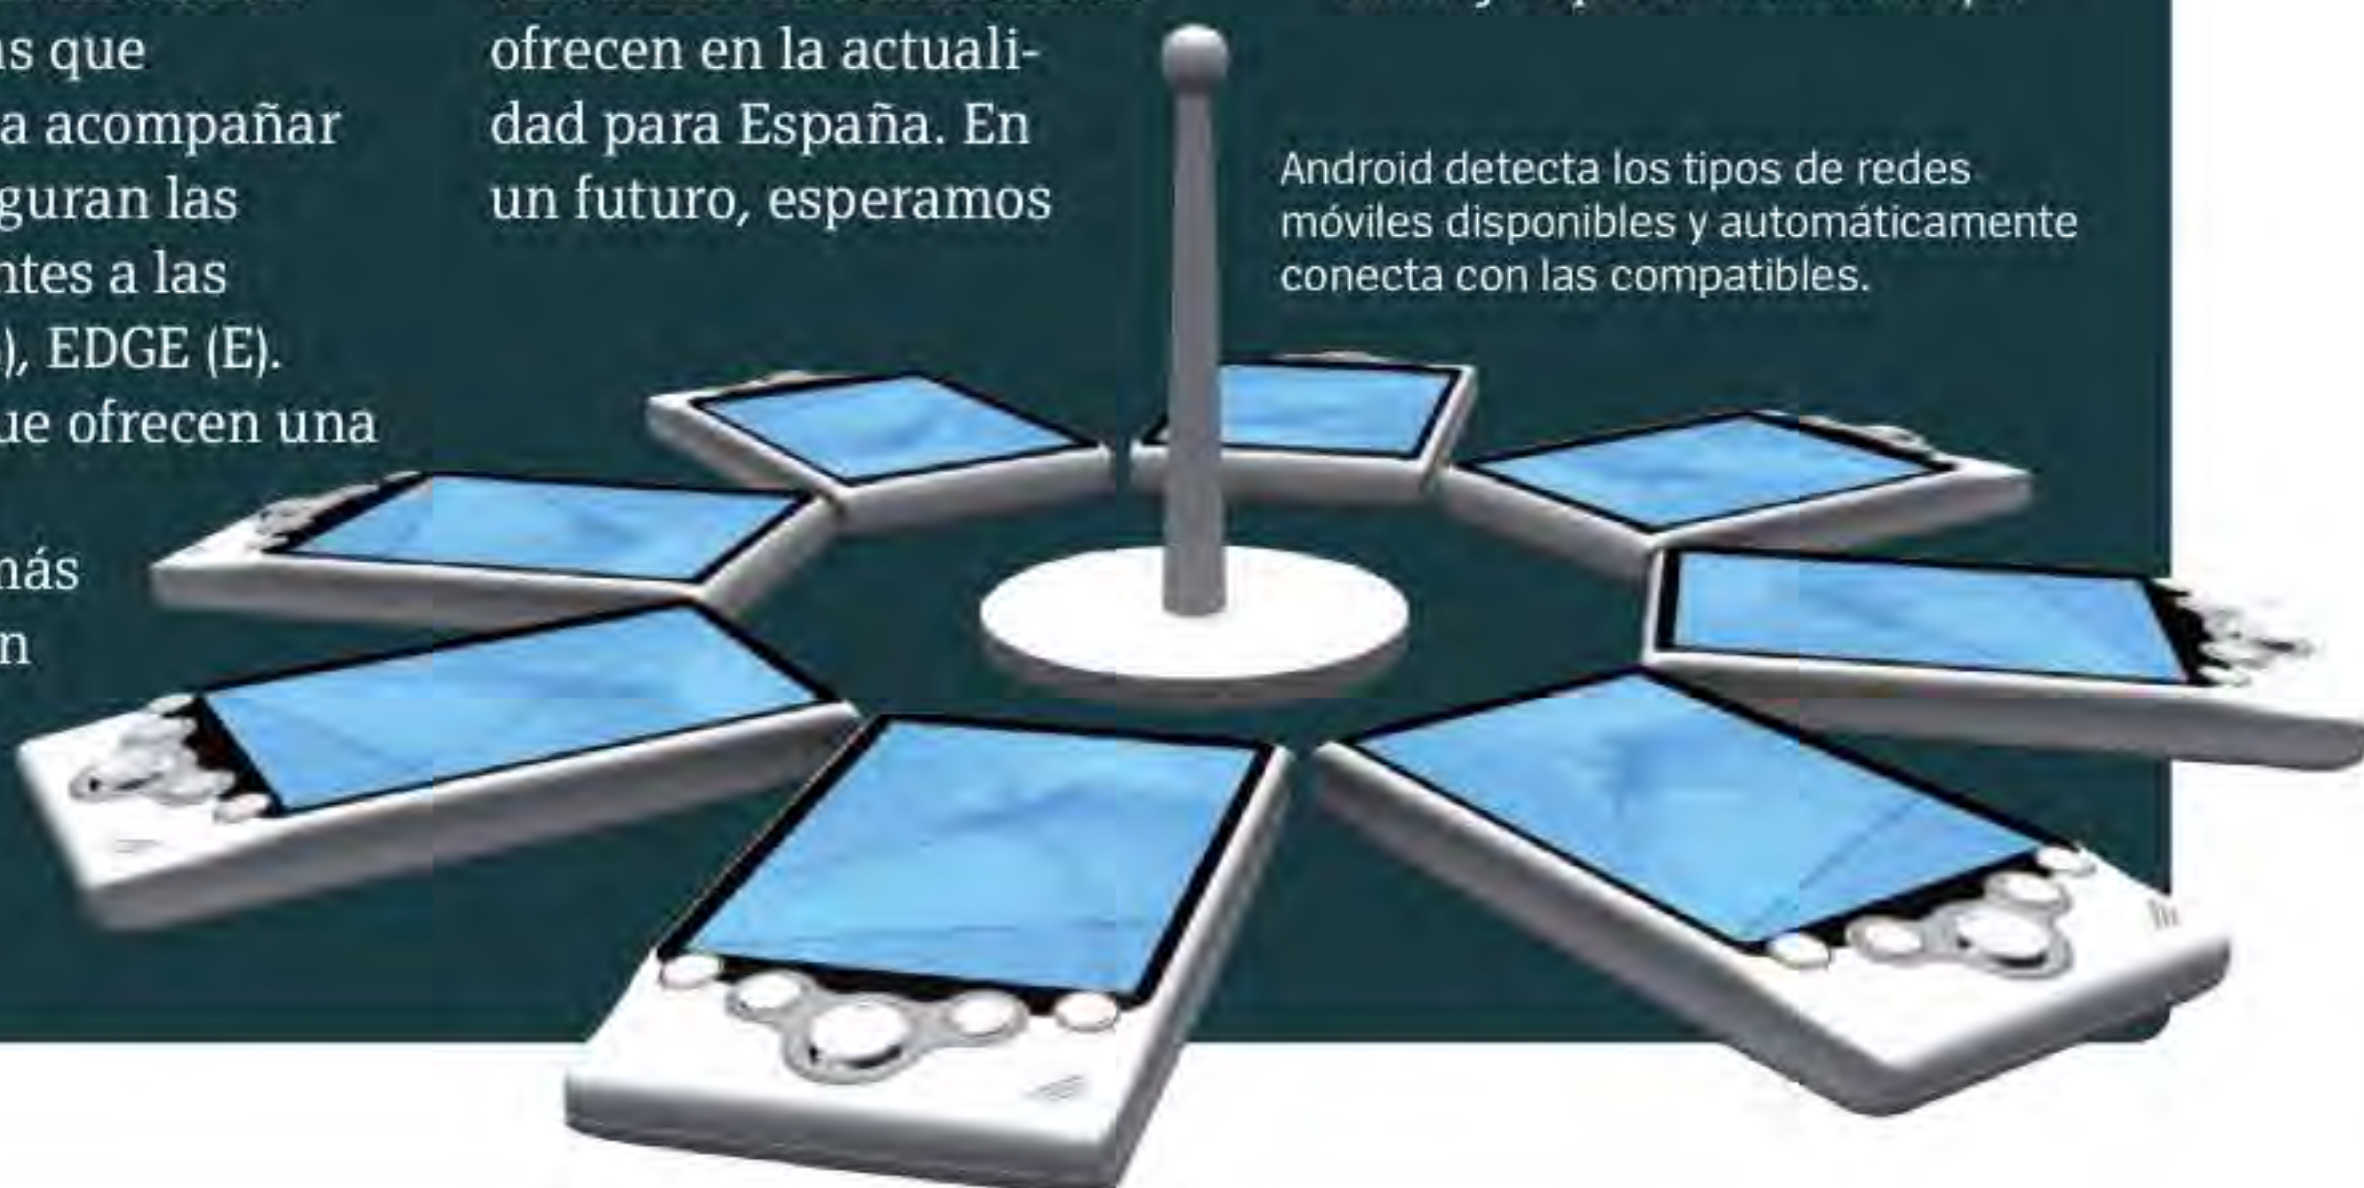 que
a acompañar
guran las
ntes a las
), EDGE (E).
ue ofrecen una
más
n
ofrecen en la actuali-
dad para España. En
un futuro, esperamos
Android detecta los tipos de redes
móviles disponibles y automáticamente
conecta con las compatibles.